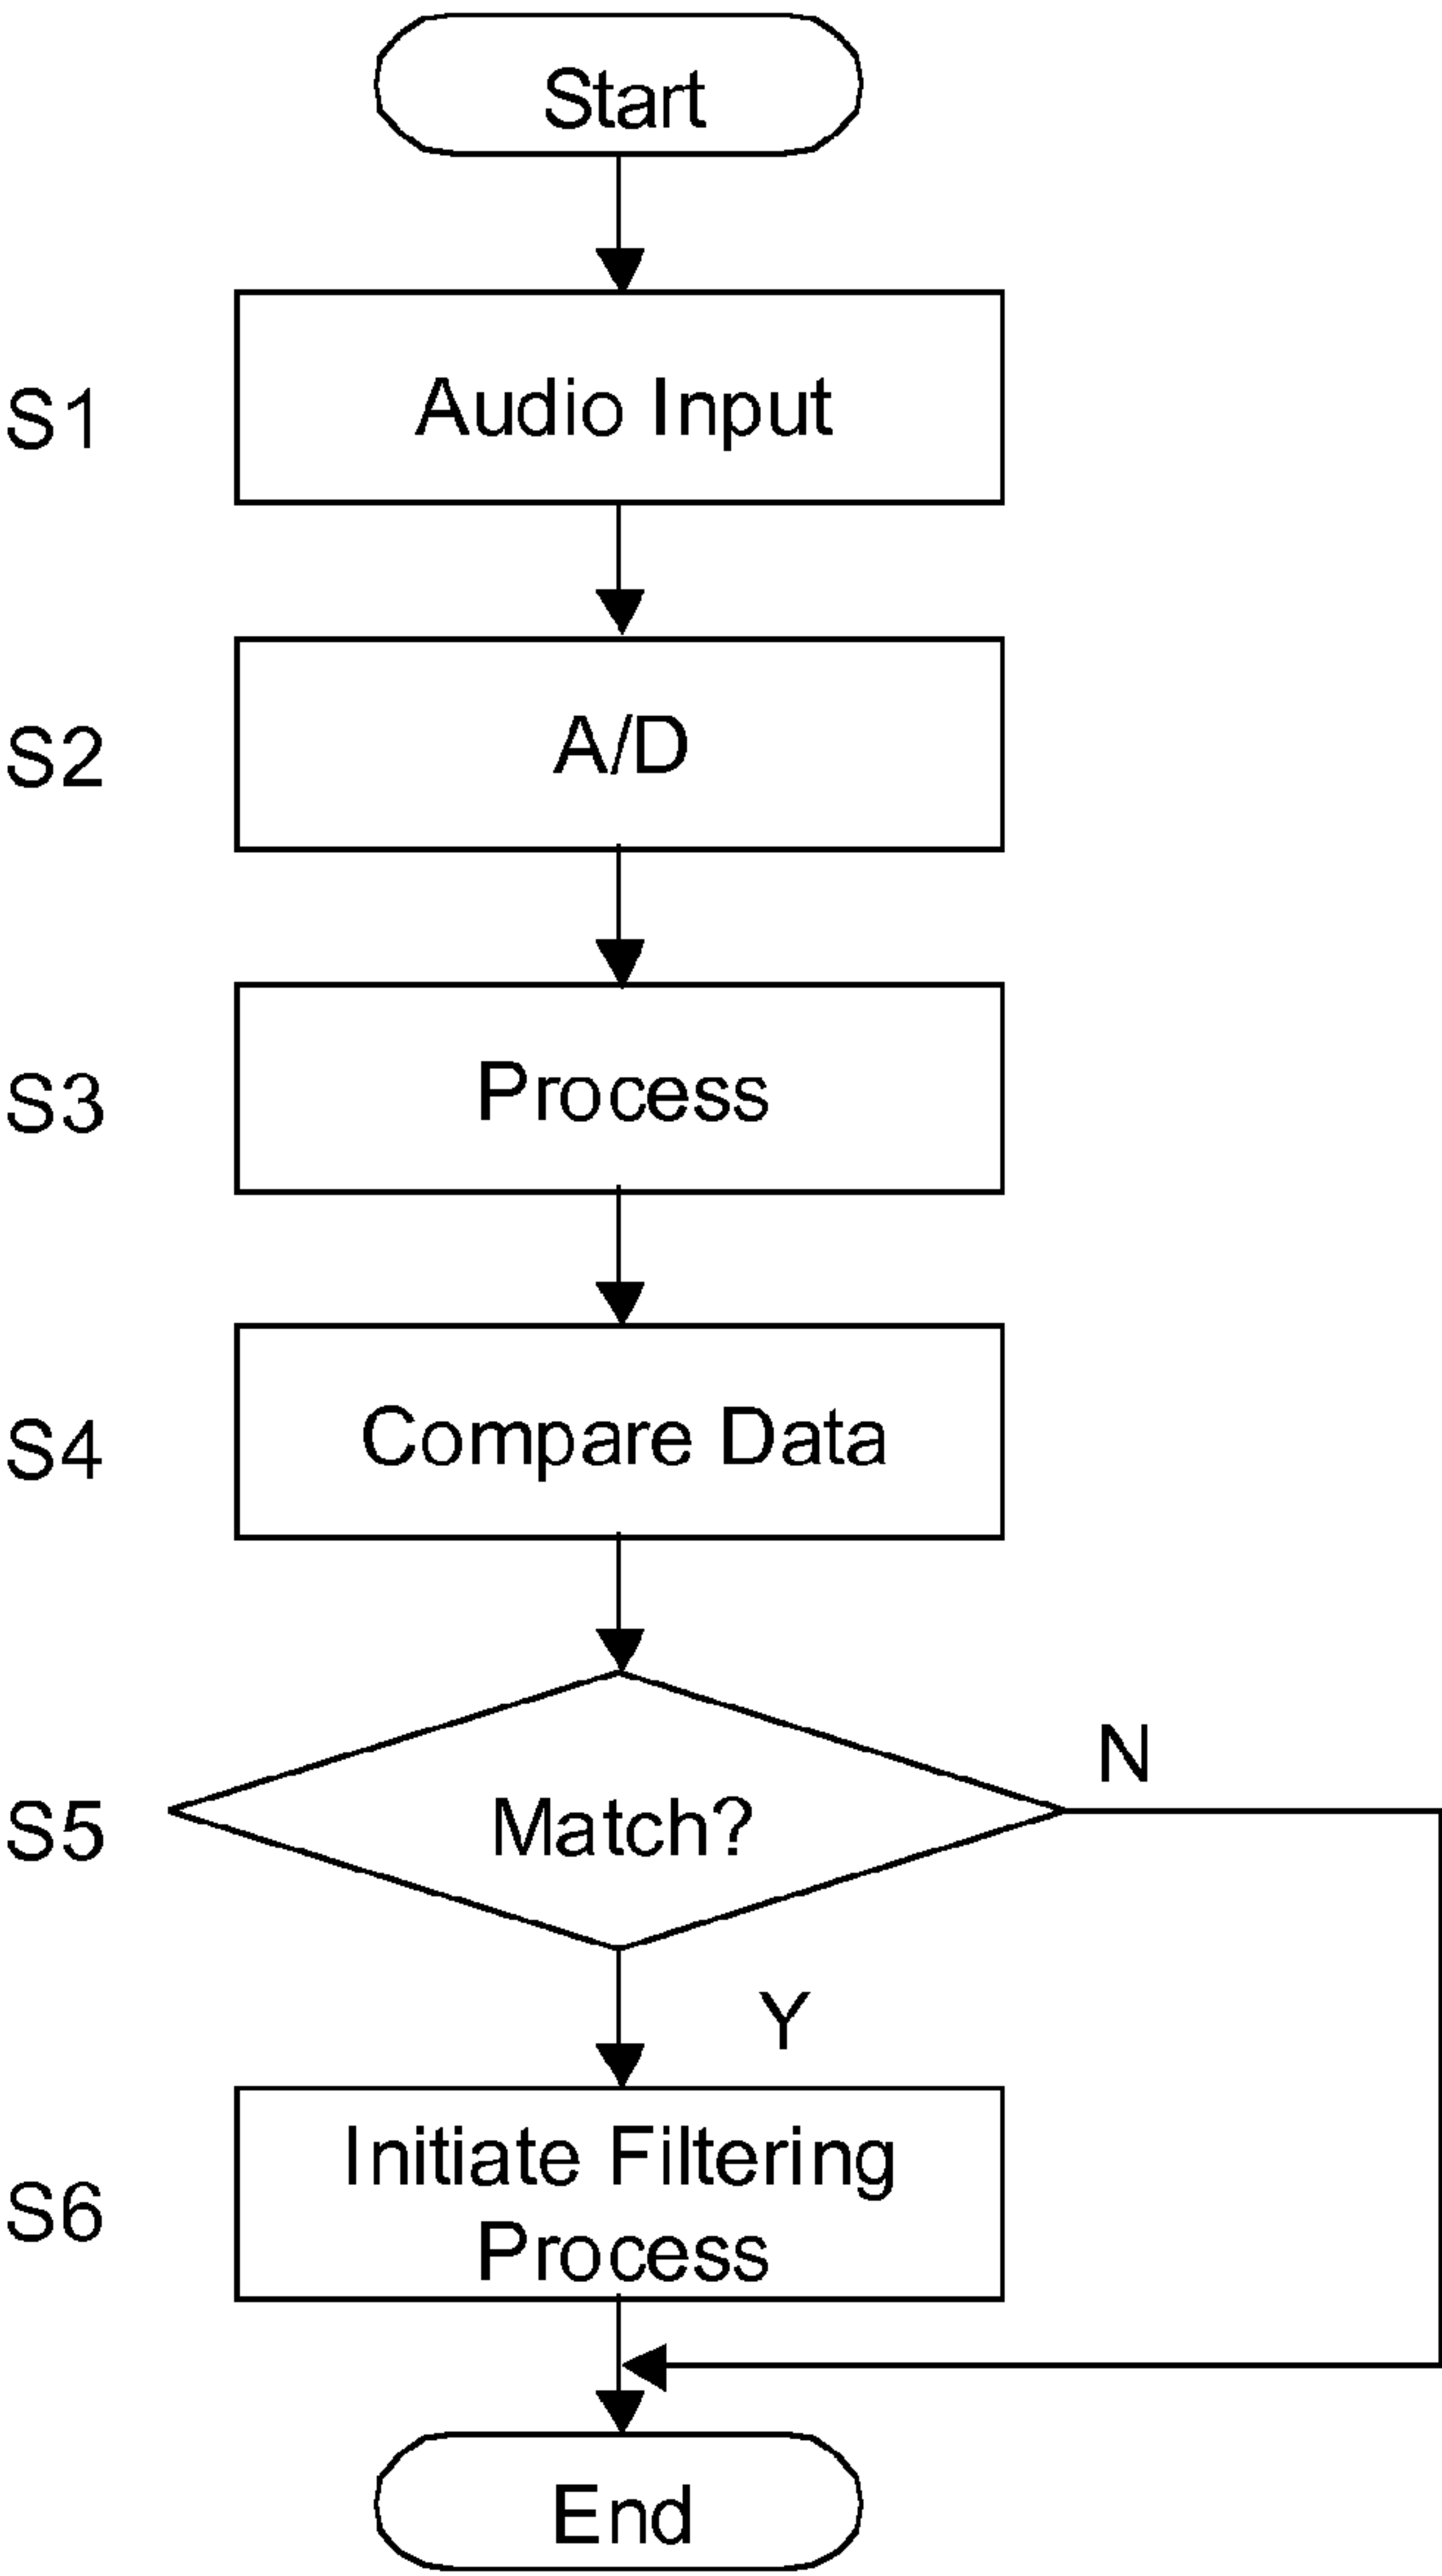 Start
S1
Audio Input
S2
A/D
S3
Process
S4
Compare Data
N
S5
Match?
Y
S6
Initiate Filtering
Process
End